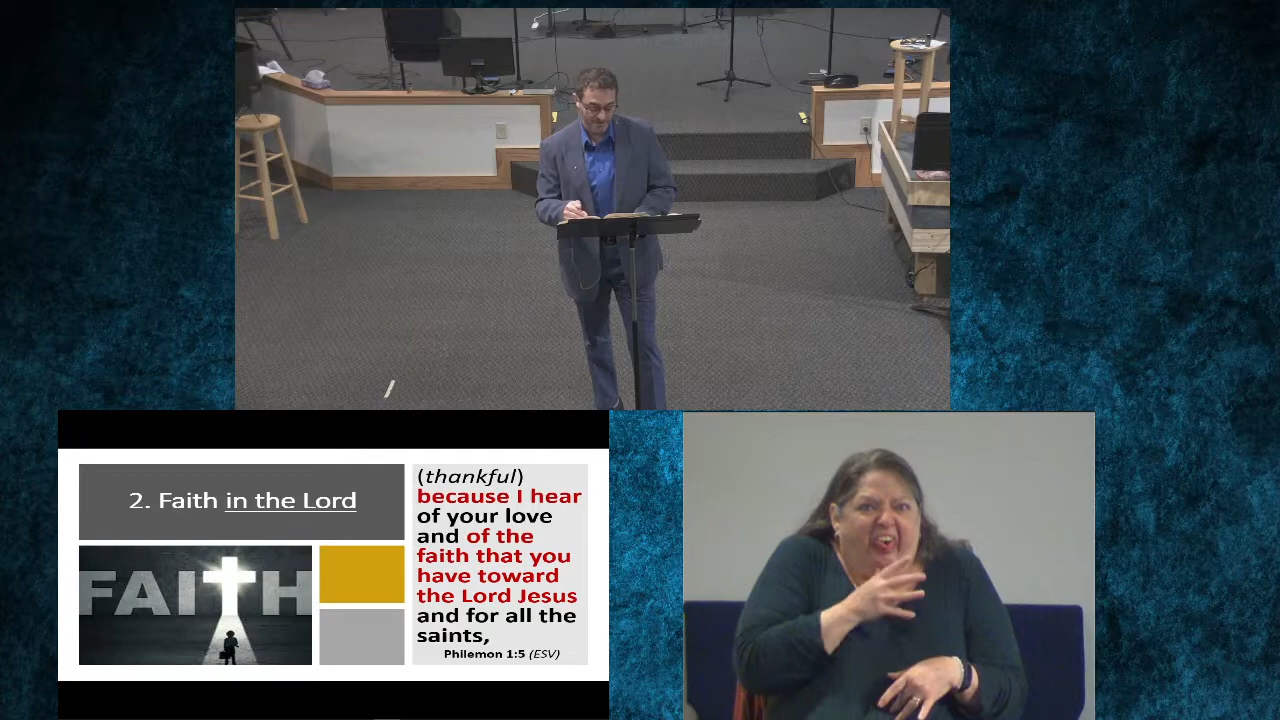 2. Faith in the Lord
FAITH
(thankful)
because I hear
of your love
and of the
faith that you
have toward
the Lord Jesus
and for all the
saints,
Philemon 1:5 (ESV)